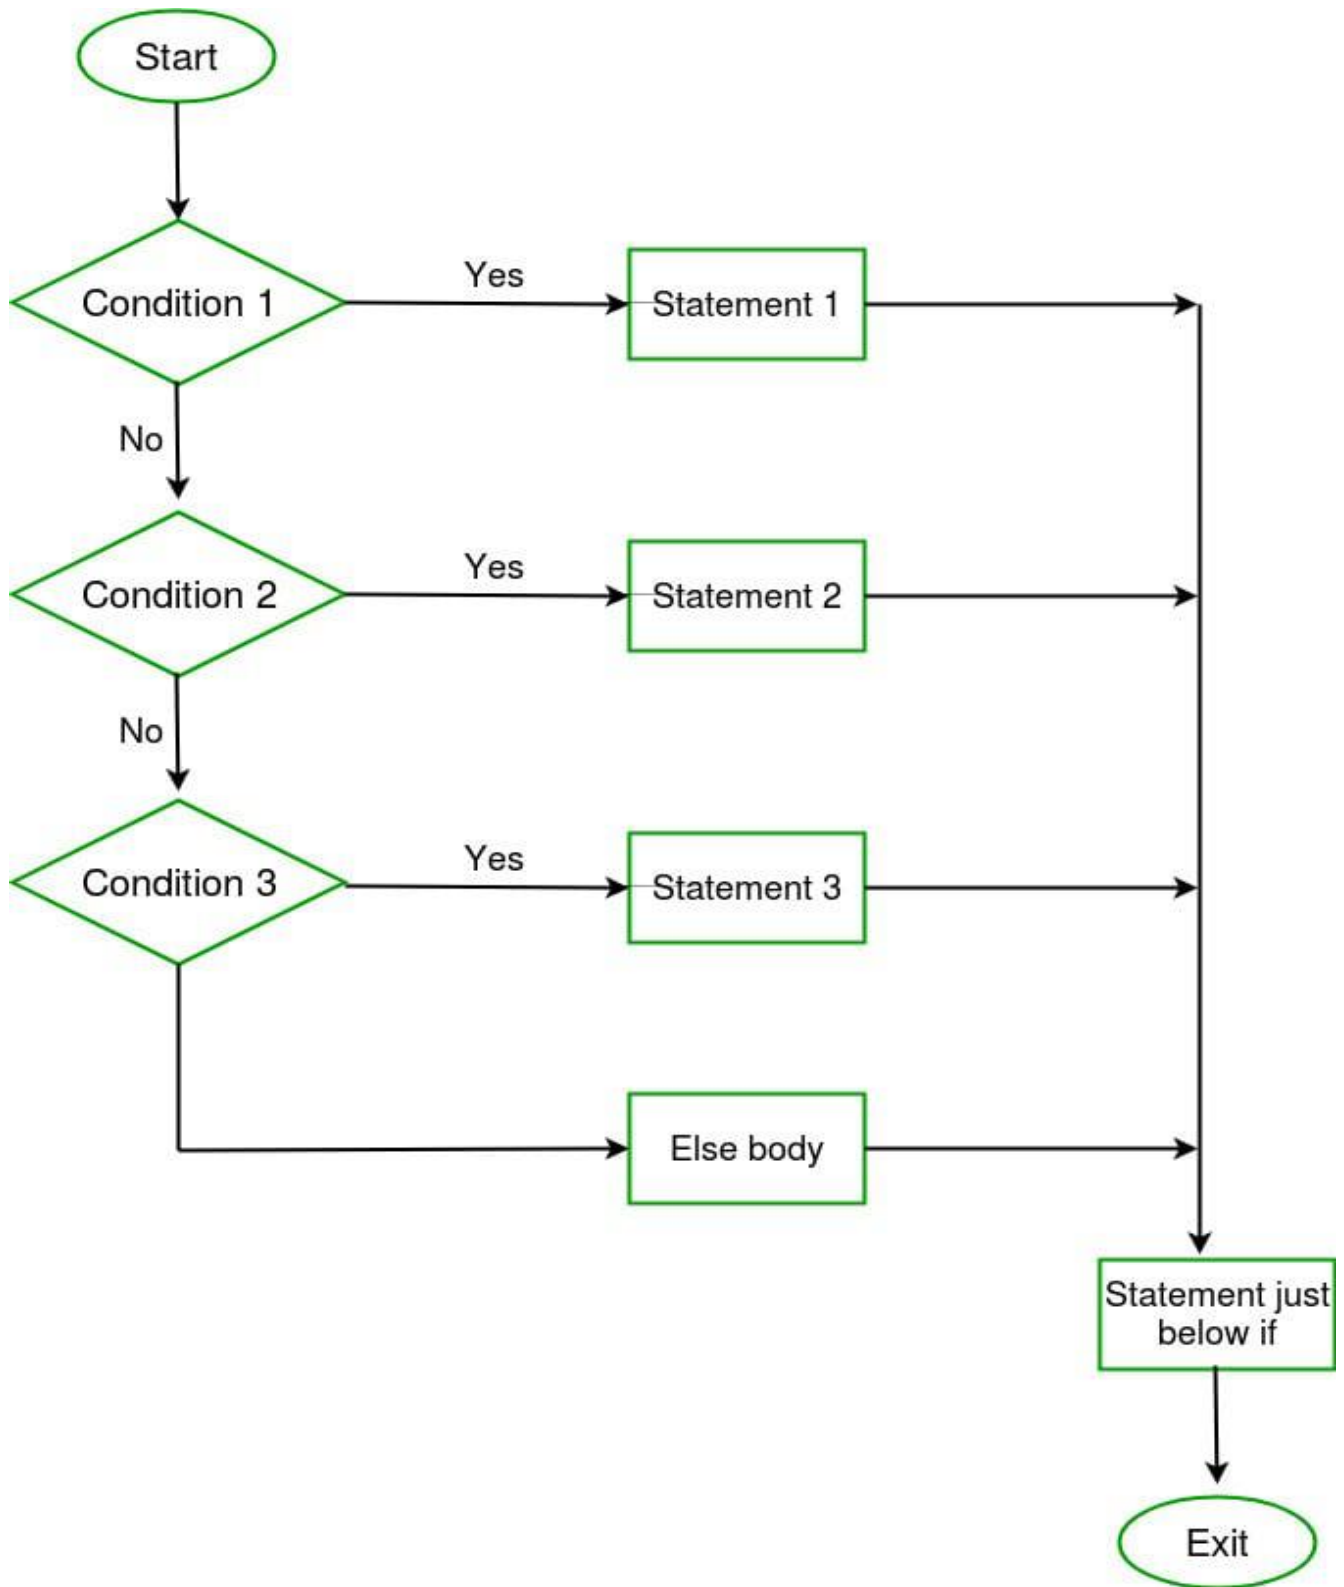 Start
Condition 1
Yes
Statement 1
No
Condition 2
Yes
Statement 2
No
Condition 3
Yes
Statement 3
Else body
Statement just
below if
Exit